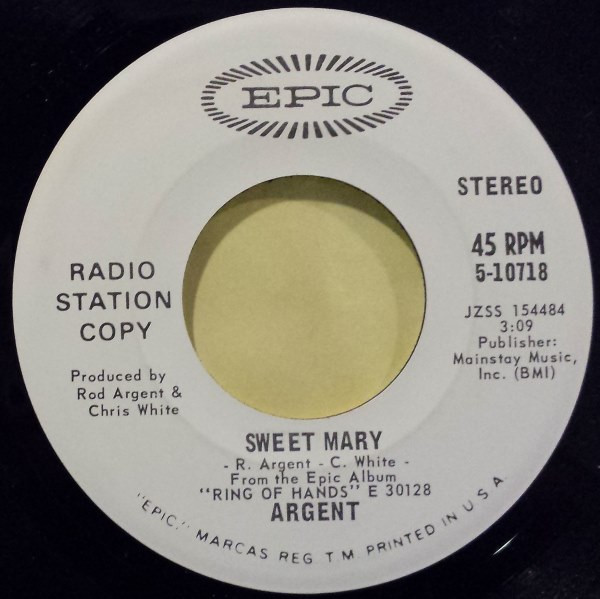 EPIC
STEREO
45 RPM
5-10718
JZSS 154484
3:09
Publisher:
Mainstay Music,
Inc. (BMI)
RADIO
STATION
COPY
Produced by
Rod Argent &
Chris White
SWEET MARY
- R. Argent - C. White -
From the Epic Album
"RING OF HANDS" E 30128
ARGENT
"EPIC," MARCAS REG T M PRINTED IN U S A